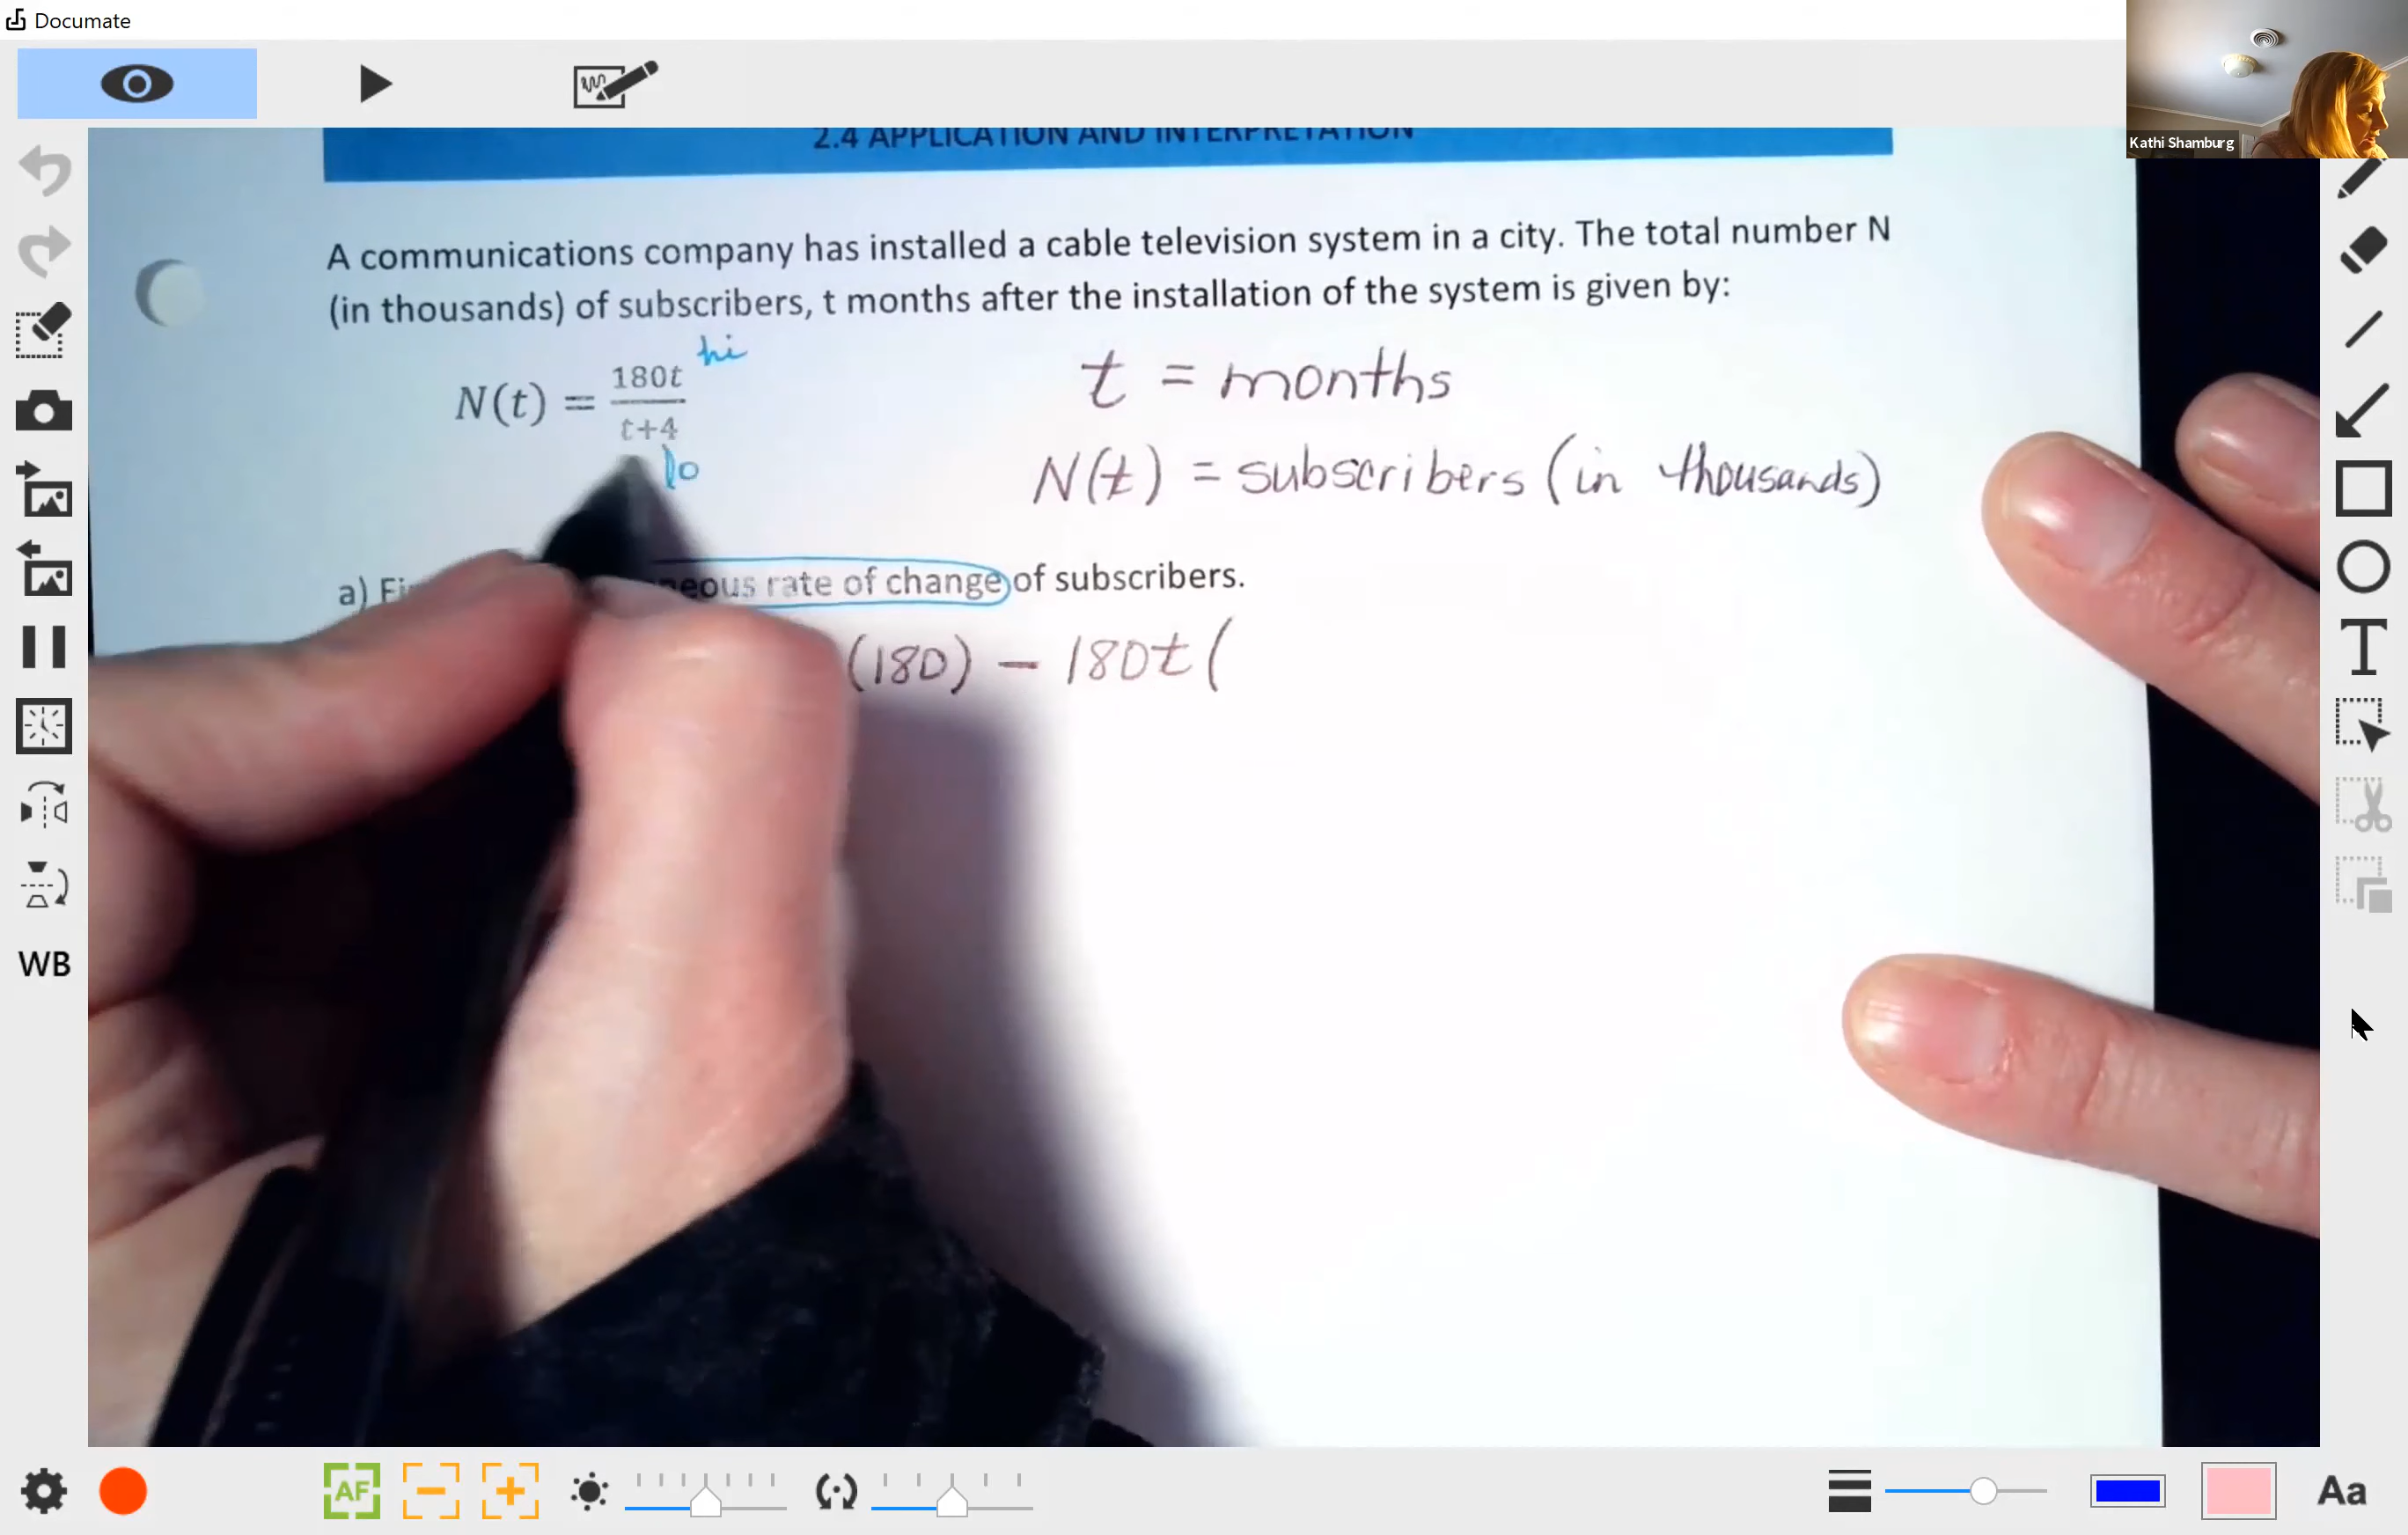 Documate
Kathi Shamburg
2.4 APPLICATION AND INTERPRETATION
A communications company has installed a cable television system in a city. The total number N
(in thousands) of subscribers, t months after the installation of the system is given by:
hi
N(t) = 180t / t+4
lo
t = months
N(t) = subscribers (in thousands)
a) Fi eous rate of change of subscribers.
(180) − 180t (
WB
T
AF
Aa